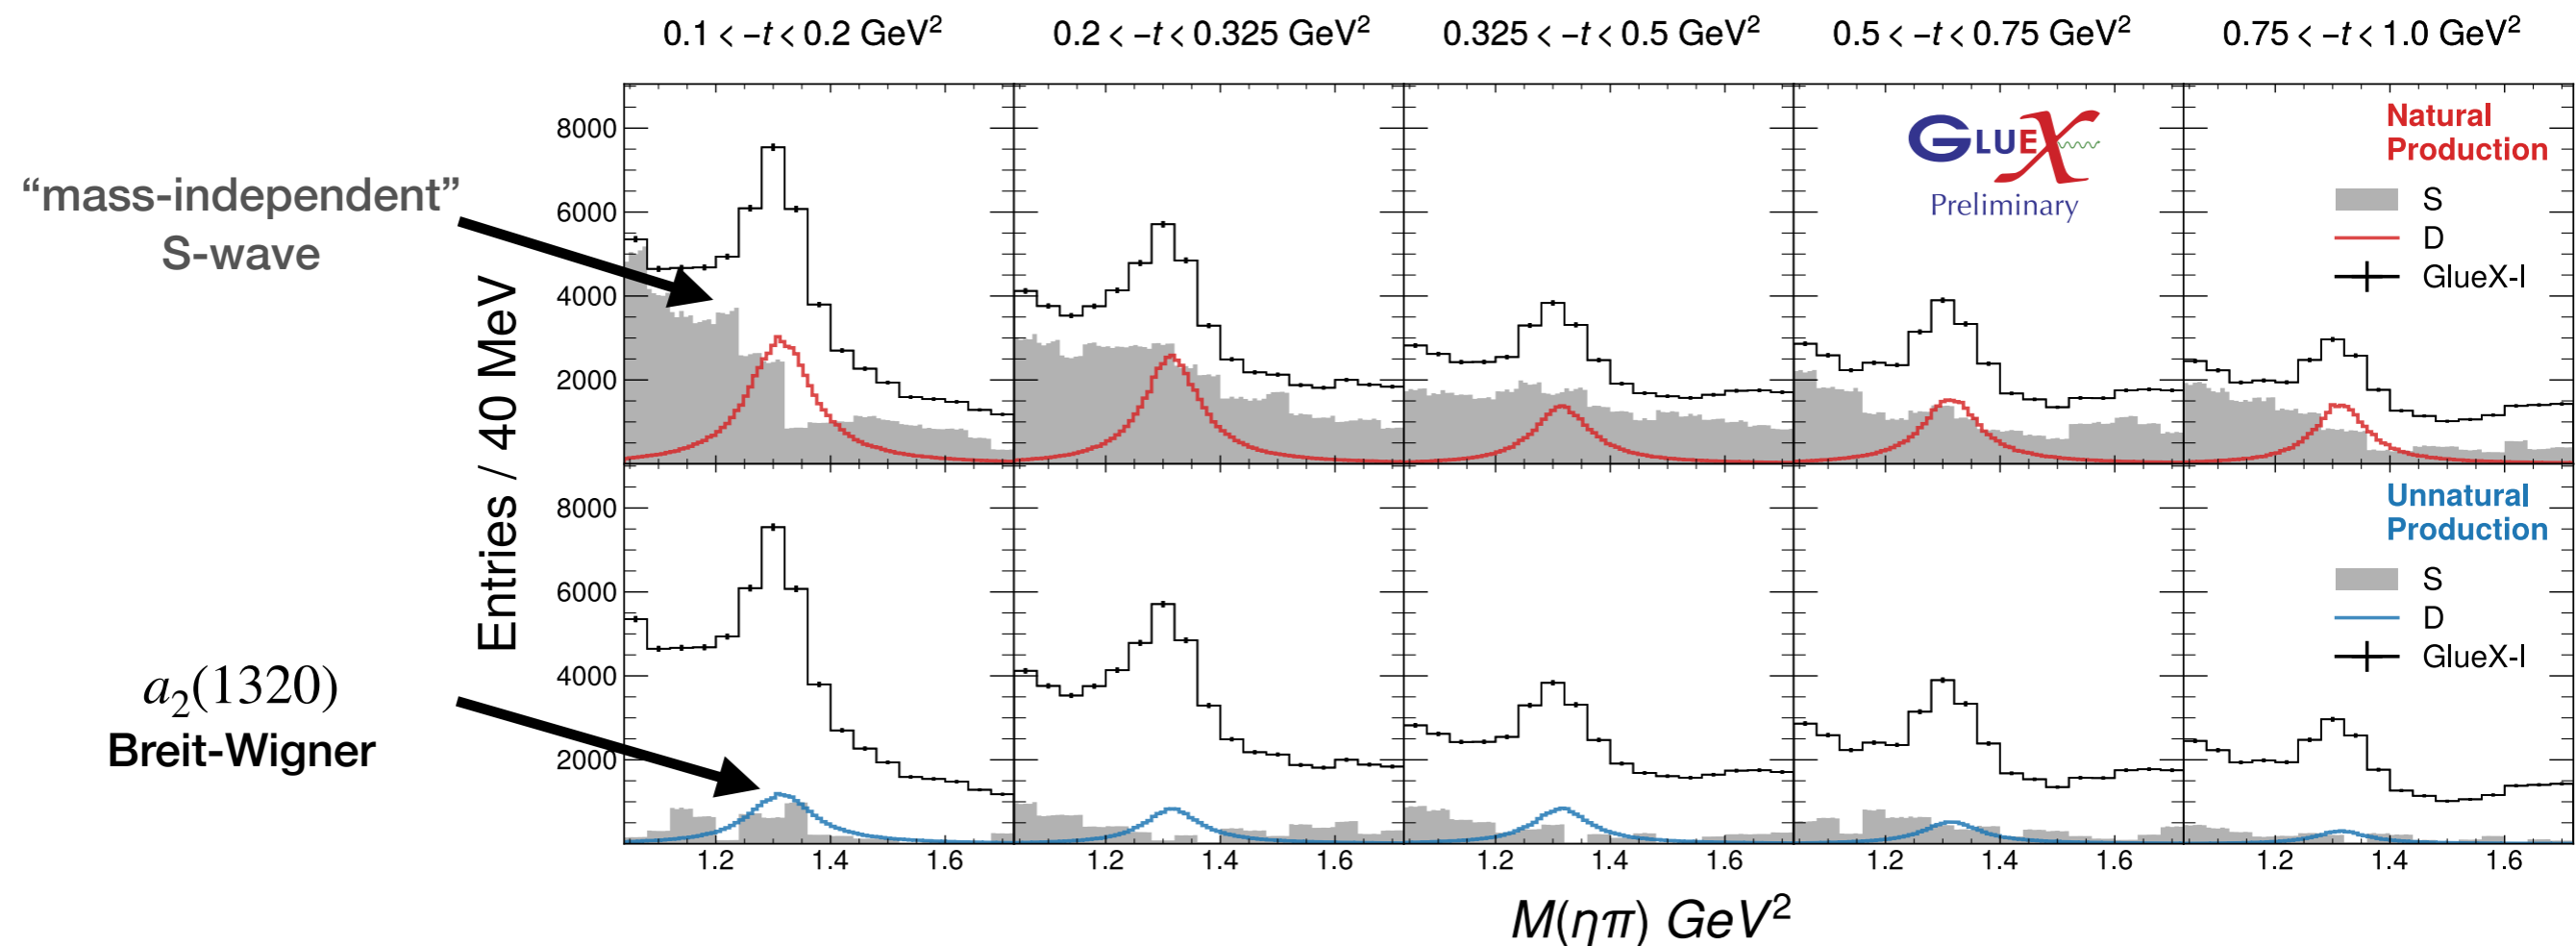 0.1 < −t < 0.2 GeV²
0.2 < −t < 0.325 GeV²
0.325 < −t < 0.5 GeV²
0.5 < −t < 0.75 GeV²
0.75 < −t < 1.0 GeV²
“mass-independent”
S-wave
a₂(1320)
Breit-Wigner
Entries / 40 MeV
8000
6000
4000
2000
GLUEX
Preliminary
Natural
Production
S
D
GlueX-I
8000
6000
4000
2000
Unnatural
Production
S
D
GlueX-I
1.2 1.4 1.6
1.2 1.4 1.6
1.2 1.4 1.6
1.2 1.4 1.6
1.2 1.4 1.6
M(ηπ) GeV²